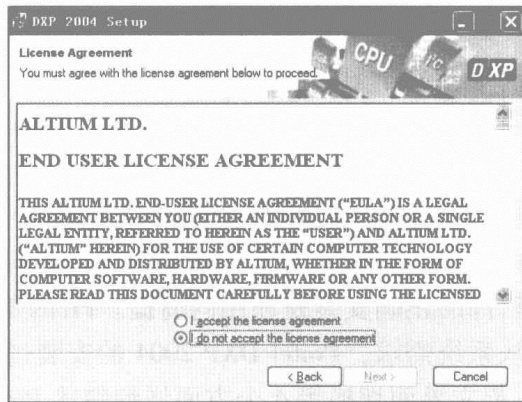 DXP 2004 Setup
License Agreement
You must agree with the license agreement below to proceed.
CPU
I²C
DXP
ALTIUM LTD.
END USER LICENSE AGREEMENT
THIS ALTIUM LTD. END-USER LICENSE AGREEMENT (“EULA”) IS A LEGAL
AGREEMENT BETWEEN YOU (EITHER AN INDIVIDUAL PERSON OR A SINGLE
LEGAL ENTITY, REFERRED TO HEREIN AS THE “USER”) AND ALTIUM LTD.
(“ALTIUM” HEREIN) FOR THE USE OF CERTAIN COMPUTER TECHNOLOGY
DEVELOPED AND DISTRIBUTED BY ALTIUM, WHETHER IN THE FORM OF
COMPUTER SOFTWARE, HARDWARE, FIRMWARE OR ANY OTHER FORM.
PLEASE READ THIS DOCUMENT CAREFULLY BEFORE USING THE LICENSED
I accept the license agreement
I do not accept the license agreement
< Back
Next >
Cancel